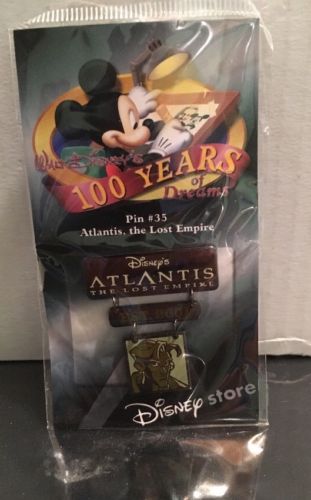 Walt Disney's
100 YEARS
of
Dreams
Pin #35
Atlantis, the Lost Empire
DISNEY'S
ATLANTIS
THE LOST EMPIRE
Disney store